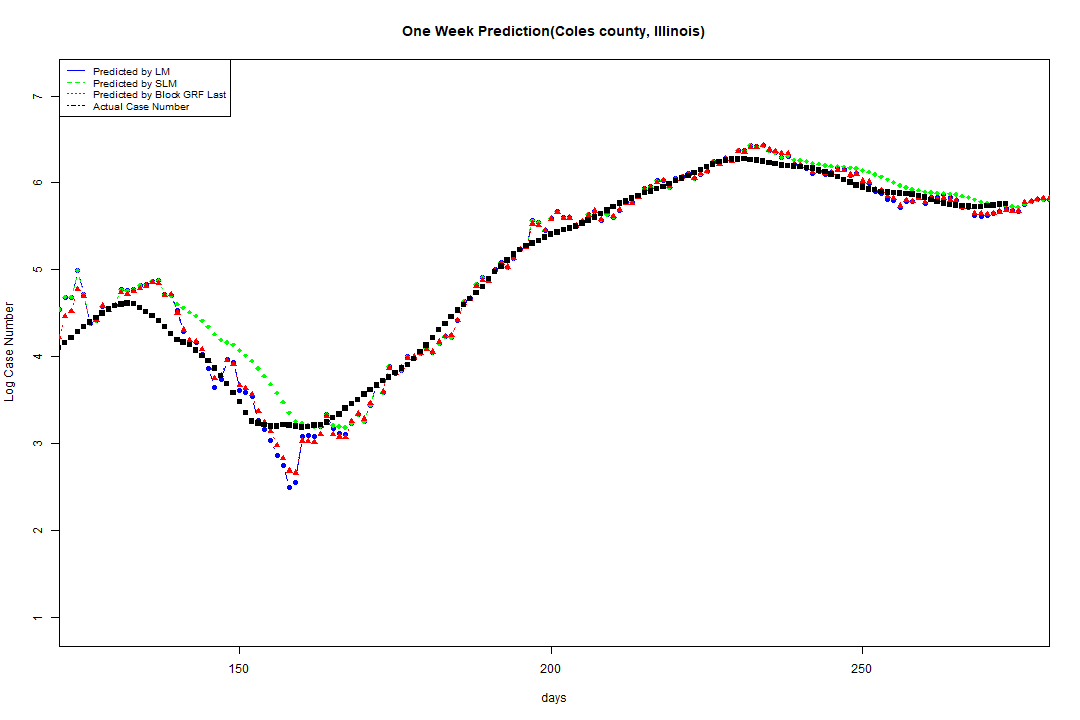 One Week Prediction(Coles county, Illinois)
Predicted by LM
Predicted by SLM
Predicted by Block GRF Last
Actual Case Number
7
6
5
4
3
2
1
Log Case Number
150
200
250
days